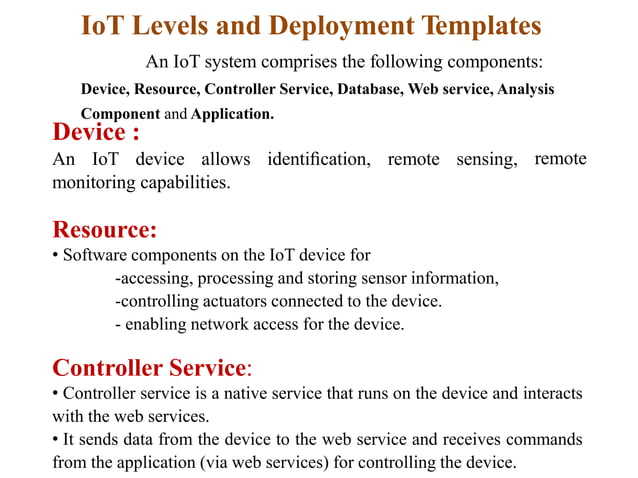 IoT Levels and Deployment Templates
An IoT system comprises the following components:
Device, Resource, Controller Service, Database, Web service, Analysis
Component and Application.
Device :
An IoT device allows identification, remote sensing, remote
monitoring capabilities.
Resource:
• Software components on the IoT device for
-accessing, processing and storing sensor information,
-controlling actuators connected to the device.
- enabling network access for the device.
Controller Service:
• Controller service is a native service that runs on the device and interacts
with the web services.
• It sends data from the device to the web service and receives commands
from the application (via web services) for controlling the device.